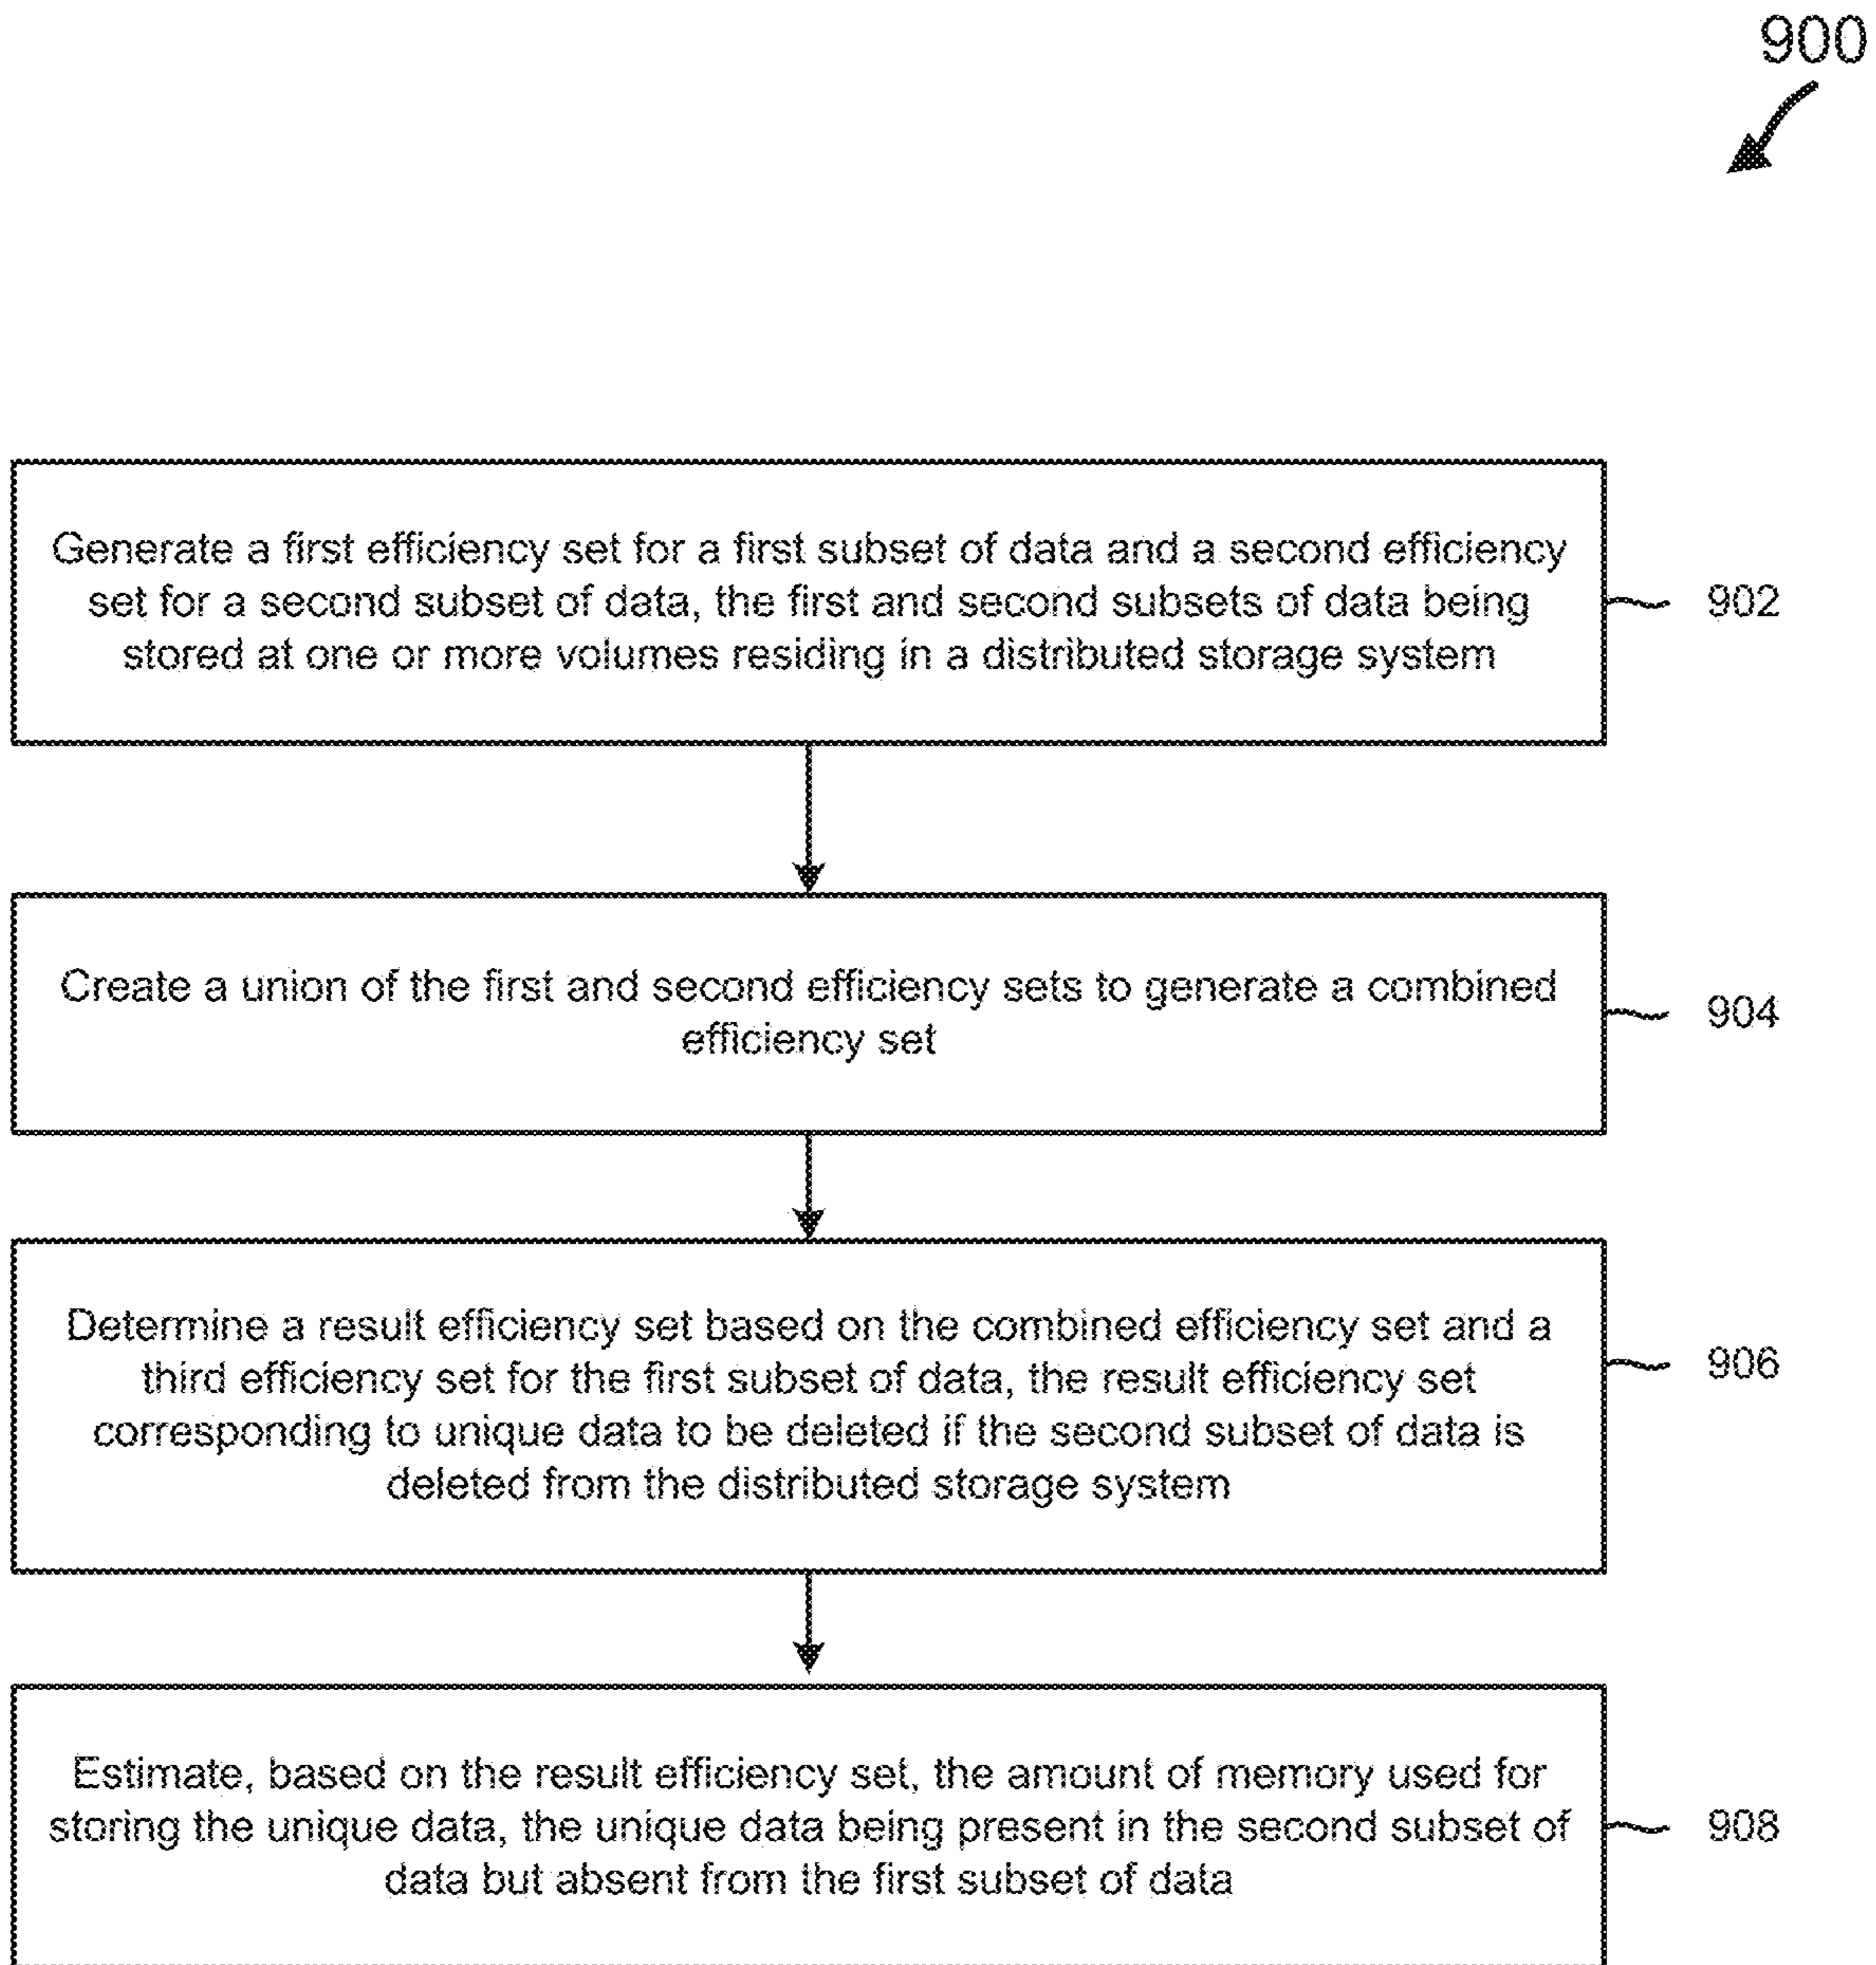 900
Generate a first efficiency set for a first subset of data and a second efficiency
set for a second subset of data, the first and second subsets of data being
stored at one or more volumes residing in a distributed storage system
902
Create a union of the first and second efficiency sets to generate a combined
efficiency set
904
Determine a result efficiency set based on the combined efficiency set and a
third efficiency set for the first subset of data, the result efficiency set
corresponding to unique data to be deleted if the second subset of data is
deleted from the distributed storage system
906
Estimate, based on the result efficiency set, the amount of memory used for
storing the unique data, the unique data being present in the second subset of
data but absent from the first subset of data
908